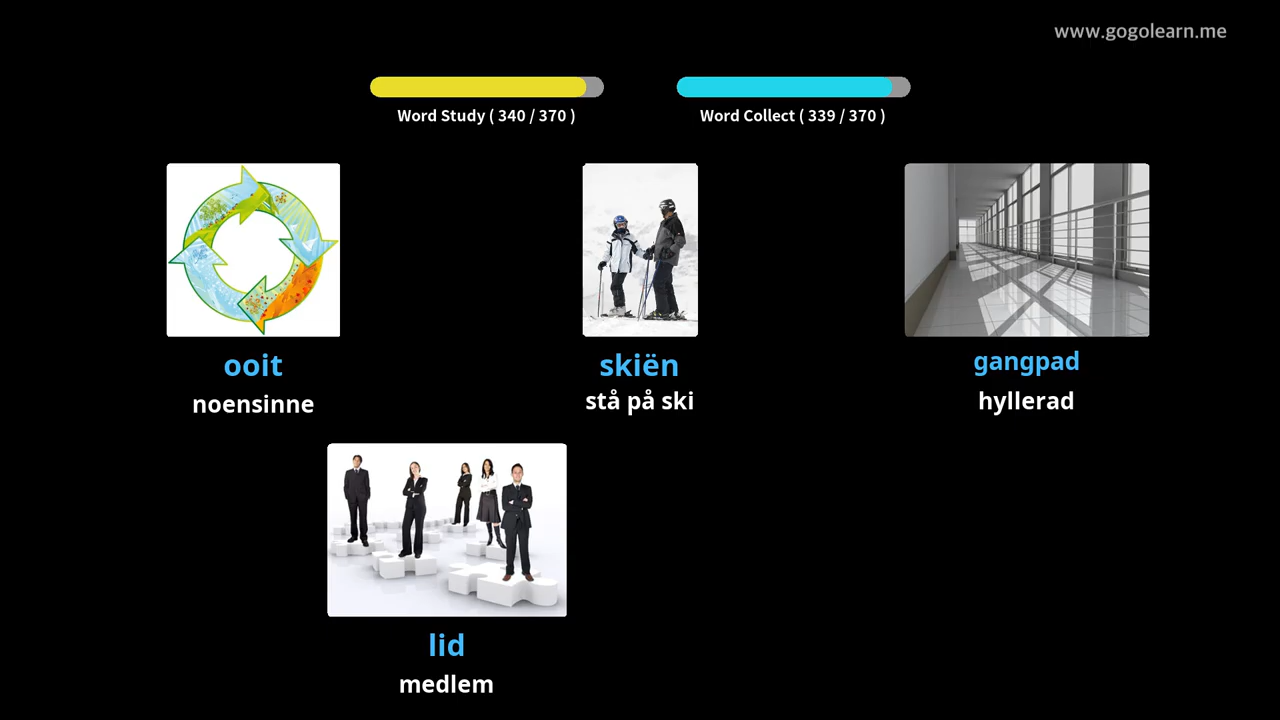 www.gogolearn.me
Word Study ( 340 / 370 )
Word Collect ( 339 / 370 )
ooit
noensinne
skiën
stå på ski
gangpad
hyllerad
lid
medlem